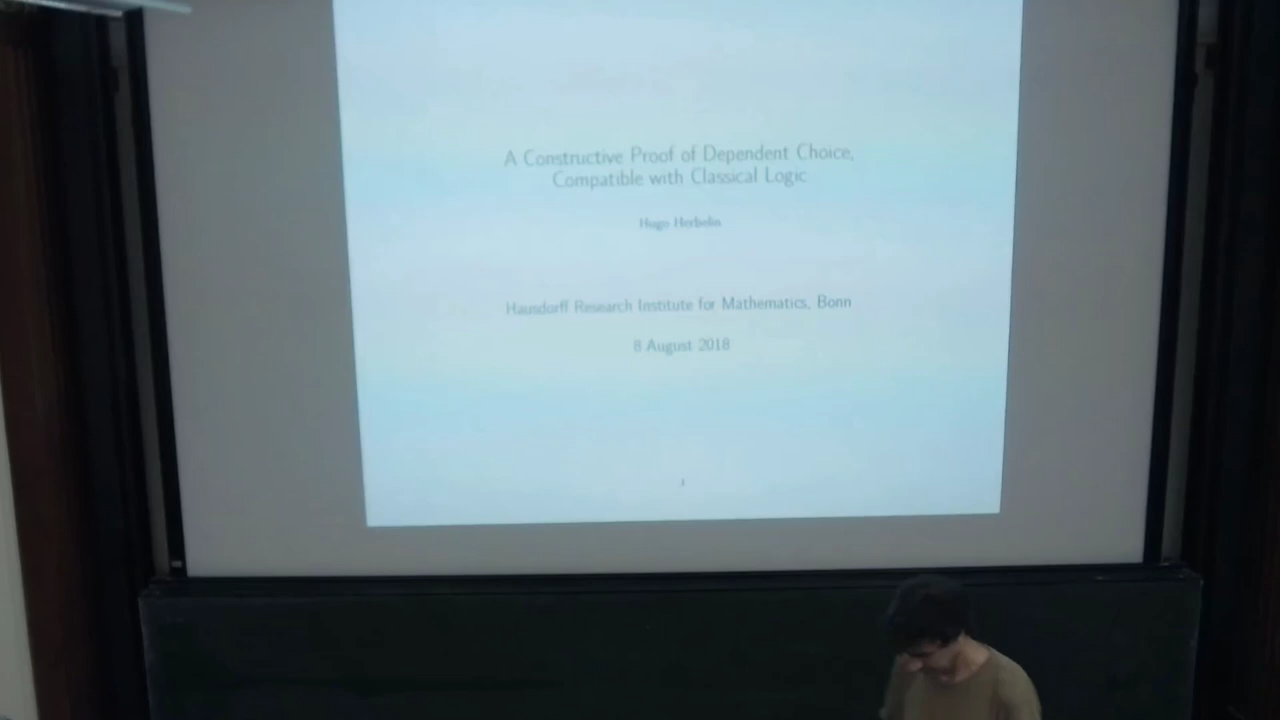 A Constructive Proof of Dependent Choice,
Compatible with Classical Logic
Hugo Herbelin
Hausdorff Research Institute for Mathematics, Bonn
8 August 2018
1